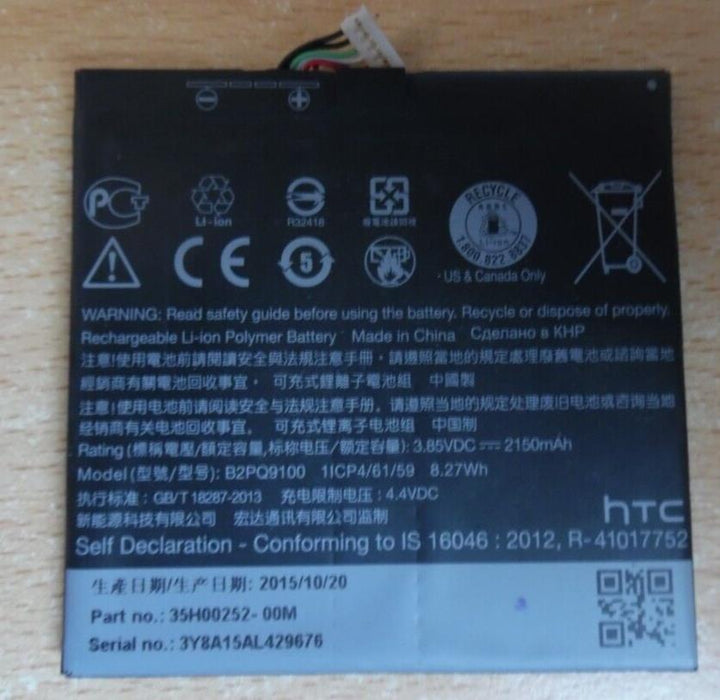 Li-ion
R32418
廢電池請回收
RECYCLE
Li-ion
1.800.822.8837
5
US & Canada Only
WARNING: Read safety guide before using the battery. Recycle or dispose of properly.
Rechargeable Li-ion Polymer Battery Made in China Сделано в КНР
注意!使用電池前請閱讀安全與法規注意手冊，請遵照當地的規定處理廢舊電池或諮詢當地
經銷商有關電池回收事宜， 可充式鋰離子電池組 中國製
注意!使用电池前请阅读安全与法规注意手册。请遵照当地的规定处理废旧电池或咨询当地
经销商有关电池回收事宜。 可充式锂离子电池组 中国制
Rating (標稱電壓/額定容量,标称电压/额定容量): 3.85VDC 2150mAh
Model (型號/型号): B2PQ9100 1ICP4/61/59 8.27Wh
执行标准: GB/T 18287-2013 充电限制电压: 4.4VDC
新能源科技有限公司 宏达通讯有限公司监制
htc
Self Declaration - Conforming to IS 16046 : 2012, R- 41017752
生產日期/生产日期: 2015/10/20
Part no.: 35H00252- 00M
Serial no.: 3Y8A15AL429676